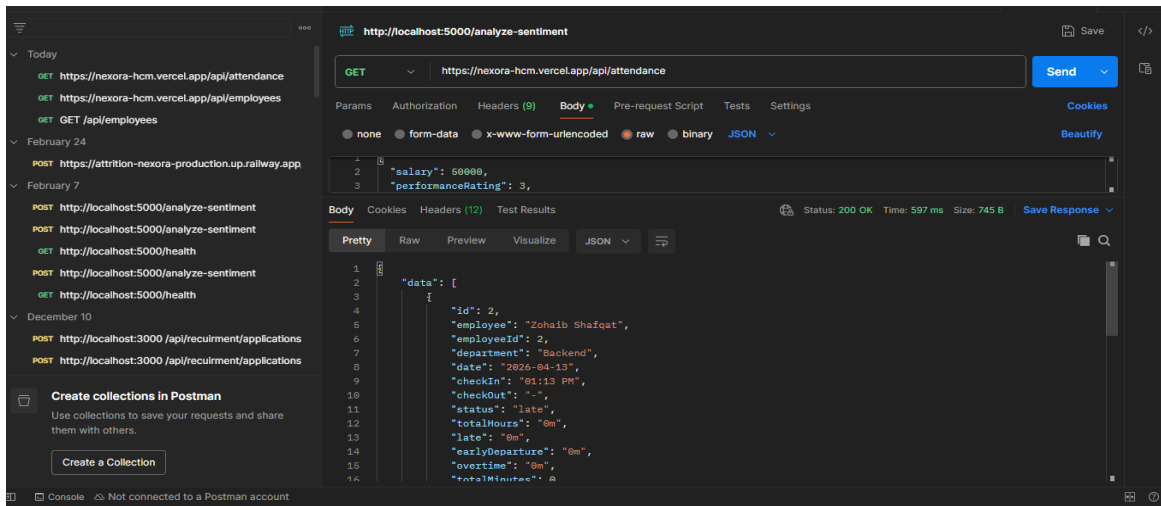 Today
GET https://nexora-hcm.vercel.app/api/attendance
GET https://nexora-hcm.vercel.app/api/employees
GET GET /api/employees
February 24
POST https://attrition-nexora-production.up.railway.app
February 7
POST http://localhost:5000/analyze-sentiment
POST http://localhost:5000/analyze-sentiment
GET http://localhost:5000/health
POST http://localhost:5000/analyze-sentiment
GET http://localhost:5000/health
December 10
POST http://localhost:3000 /api/recuirment/applications
POST http://localhost:3000 /api/recuirment/applications
Create collections in Postman
Use collections to save your requests and share
them with others.
Create a Collection
HTTP http://localhost:5000/analyze-sentiment
Save
GET https://nexora-hcm.vercel.app/api/attendance
Send
Params Authorization Headers (9) Body Pre-request Script Tests Settings Cookies
none form-data x-www-form-urlencoded raw binary JSON Beautify
1 {
2 "salary": 50000,
3 "performanceRating": 3,
Body Cookies Headers (12) Test Results Status: 200 OK Time: 597 ms Size: 745 B Save Response
Pretty Raw Preview Visualize JSON
1 {
2 "data": [
3 {
4 "id": 2,
5 "employee": "Zohaib Shafqat",
6 "employeeId": 2,
7 "department": "Backend",
8 "date": "2026-04-13",
9 "checkIn": "01:13 PM",
10 "checkOut": "-",
11 "status": "late",
12 "totalHours": "0m",
13 "late": "0m",
14 "earlyDeparture": "0m",
15 "overtime": "0m",
16 "totalMinutes": 0
Console Not connected to a Postman account